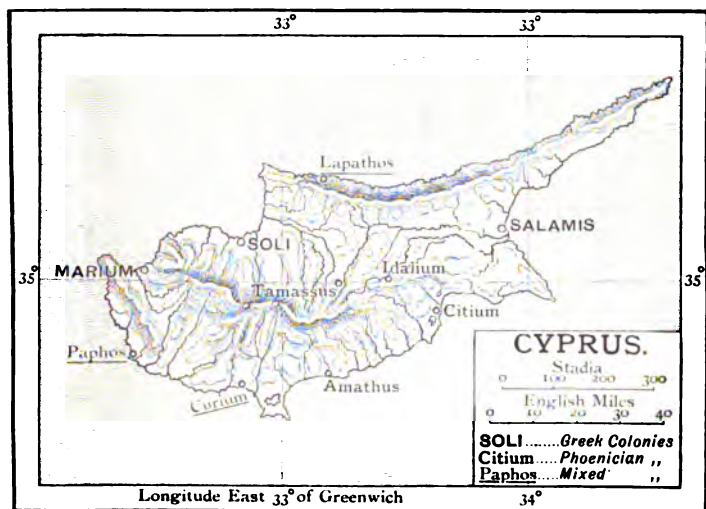 33° 33°
Lapathos
SALAMIS
SOLI
MARIUM
35° 35°
Idalium
Tamassus
Citium
Paphos
Amathus
Curium
CYPRUS.
Stadia
0 100 200 300
English Miles
0 10 20 30 40
SOLI ...... Greek Colonies
Citium ..... Phoenician ,,
Paphos ..... Mixed ,,
Longitude East 33° of Greenwich 34°